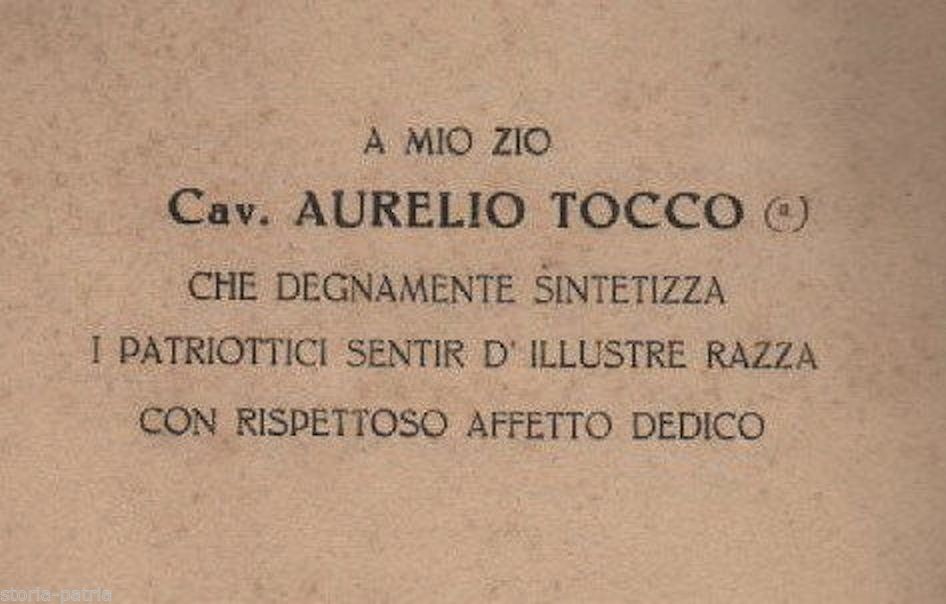 A MIO ZIO
Cav. AURELIO TOCCO (a)
CHE DEGNAMENTE SINTETIZZA
I PATRIOTTICI SENTIR D' ILLUSTRE RAZZA
CON RISPETTOSO AFFETTO DEDICO
storia-patria